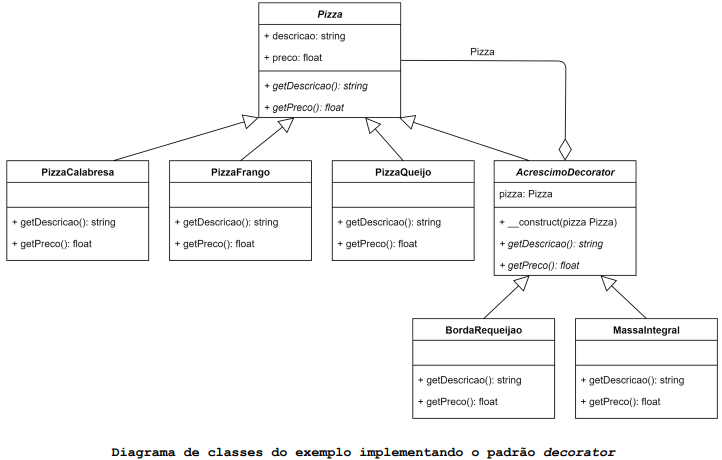 Pizza
+ descricao: string
+ preco: float
+ getDescricao(): string
+ getPreco(): float
Pizza
PizzaCalabresa
+ getDescricao(): string
+ getPreco(): float
PizzaFrango
+ getDescricao(): string
+ getPreco(): float
PizzaQueijo
+ getDescricao(): string
+ getPreco(): float
AcrescimoDecorator
pizza: Pizza
+ __construct(pizza Pizza)
+ getDescricao(): string
+ getPreco(): float
BordaRequeijao
+ getDescricao(): string
+ getPreco(): float
MassaIntegral
+ getDescricao(): string
+ getPreco(): float
Diagrama de classes do exemplo implementando o padrão decorator